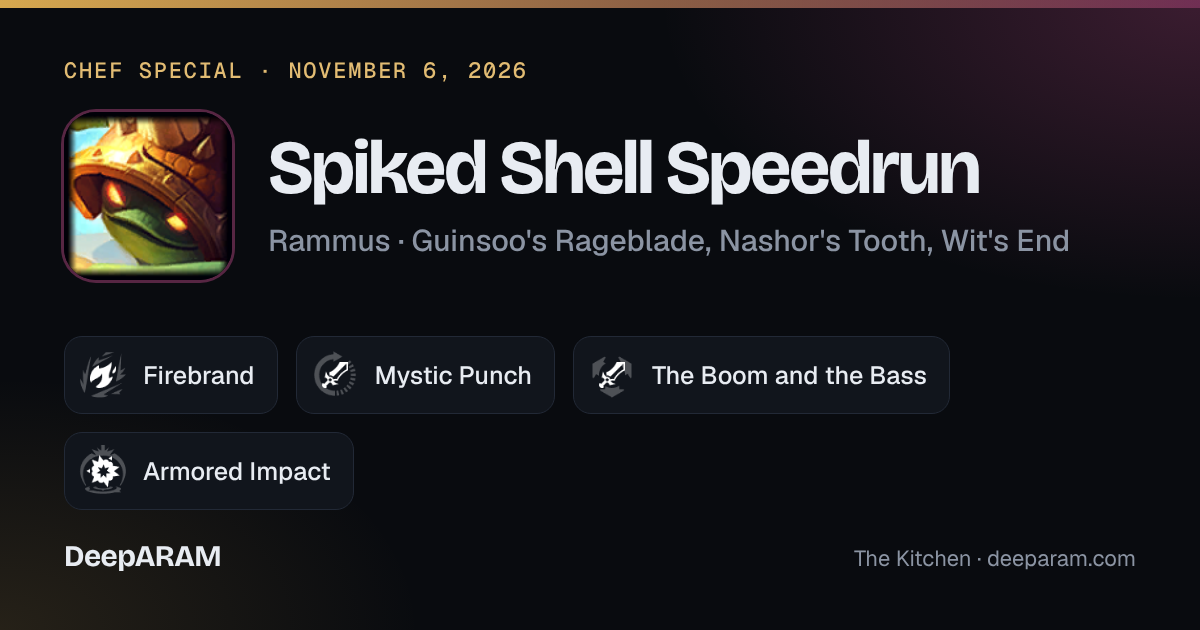 CHEF SPECIAL · NOVEMBER 6, 2026
Spiked Shell Speedrun
Rammus · Guinsoo's Rageblade, Nashor's Tooth, Wit's End
Firebrand
Mystic Punch
The Boom and the Bass
Armored Impact
DeepARAM
The Kitchen · deeparam.com